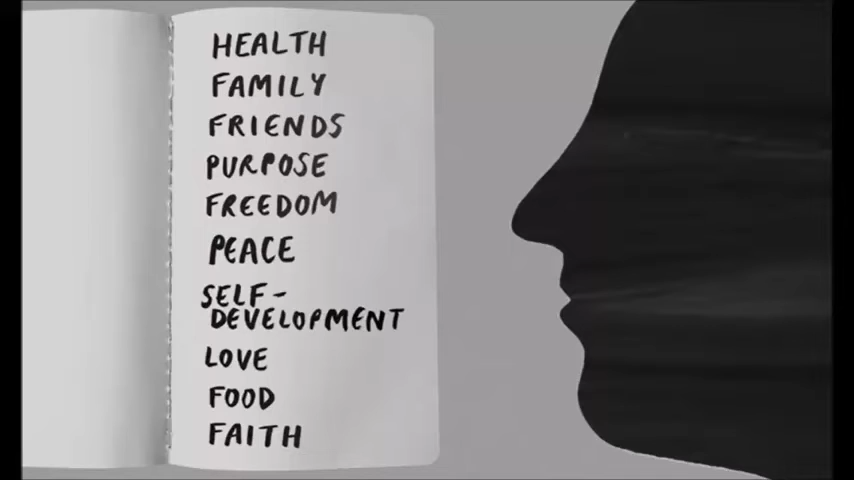 HEALTH
FAMILY
FRIENDS
PURPOSE
FREEDOM
PEACE
SELF-
DEVELOPMENT
LOVE
FOOD
FAITH